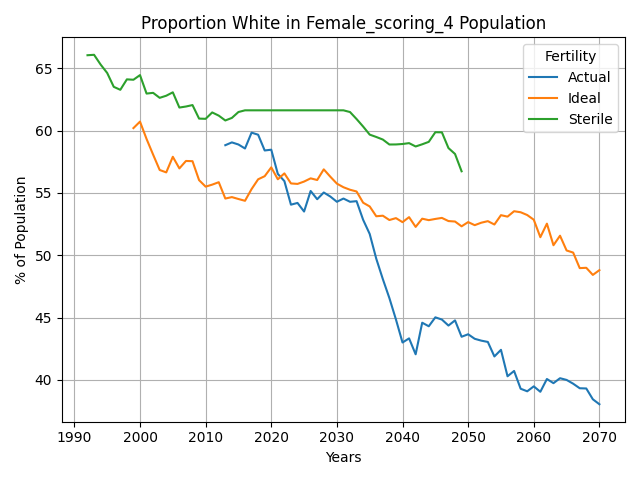 Proportion White in Female_scoring_4 Population
Fertility
Actual
Ideal
Sterile
% of Population
65
60
55
50
45
40
1990 2000 2010 2020 2030 2040 2050 2060 2070
Years